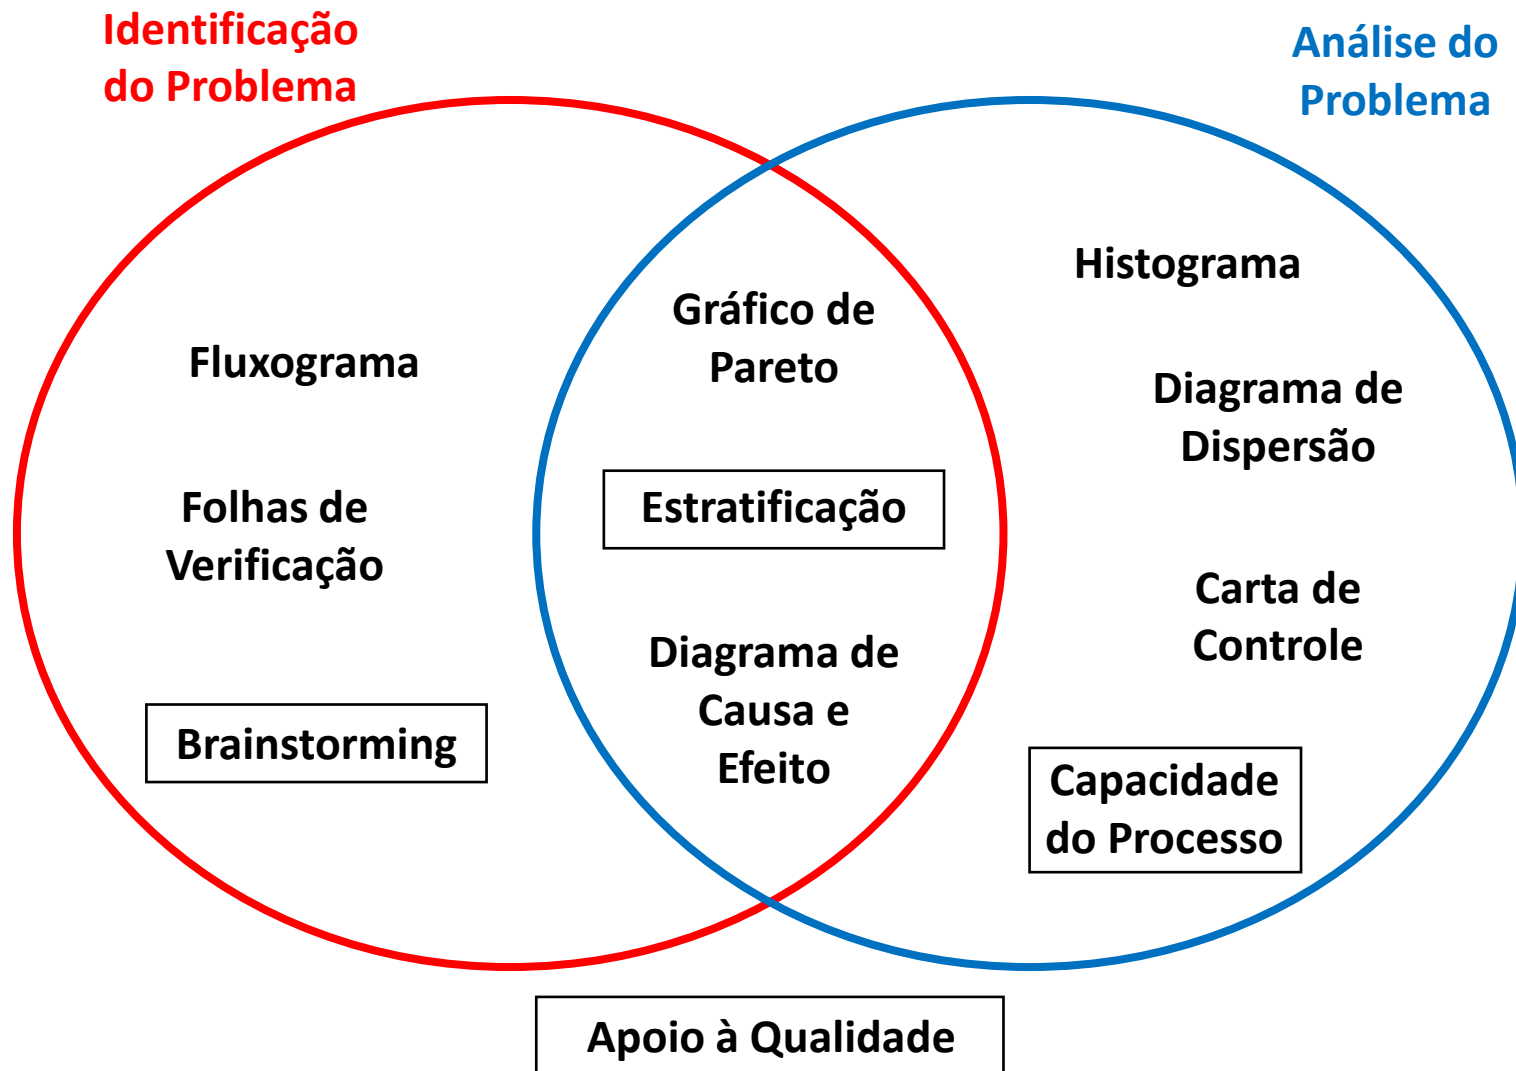 Identificação
do Problema
Análise do
Problema
Fluxograma
Folhas de
Verificação
Brainstorming
Gráfico de
Pareto
Estratificação
Diagrama de
Causa e
Efeito
Histograma
Diagrama de
Dispersão
Carta de
Controle
Capacidade
do Processo
Apoio à Qualidade